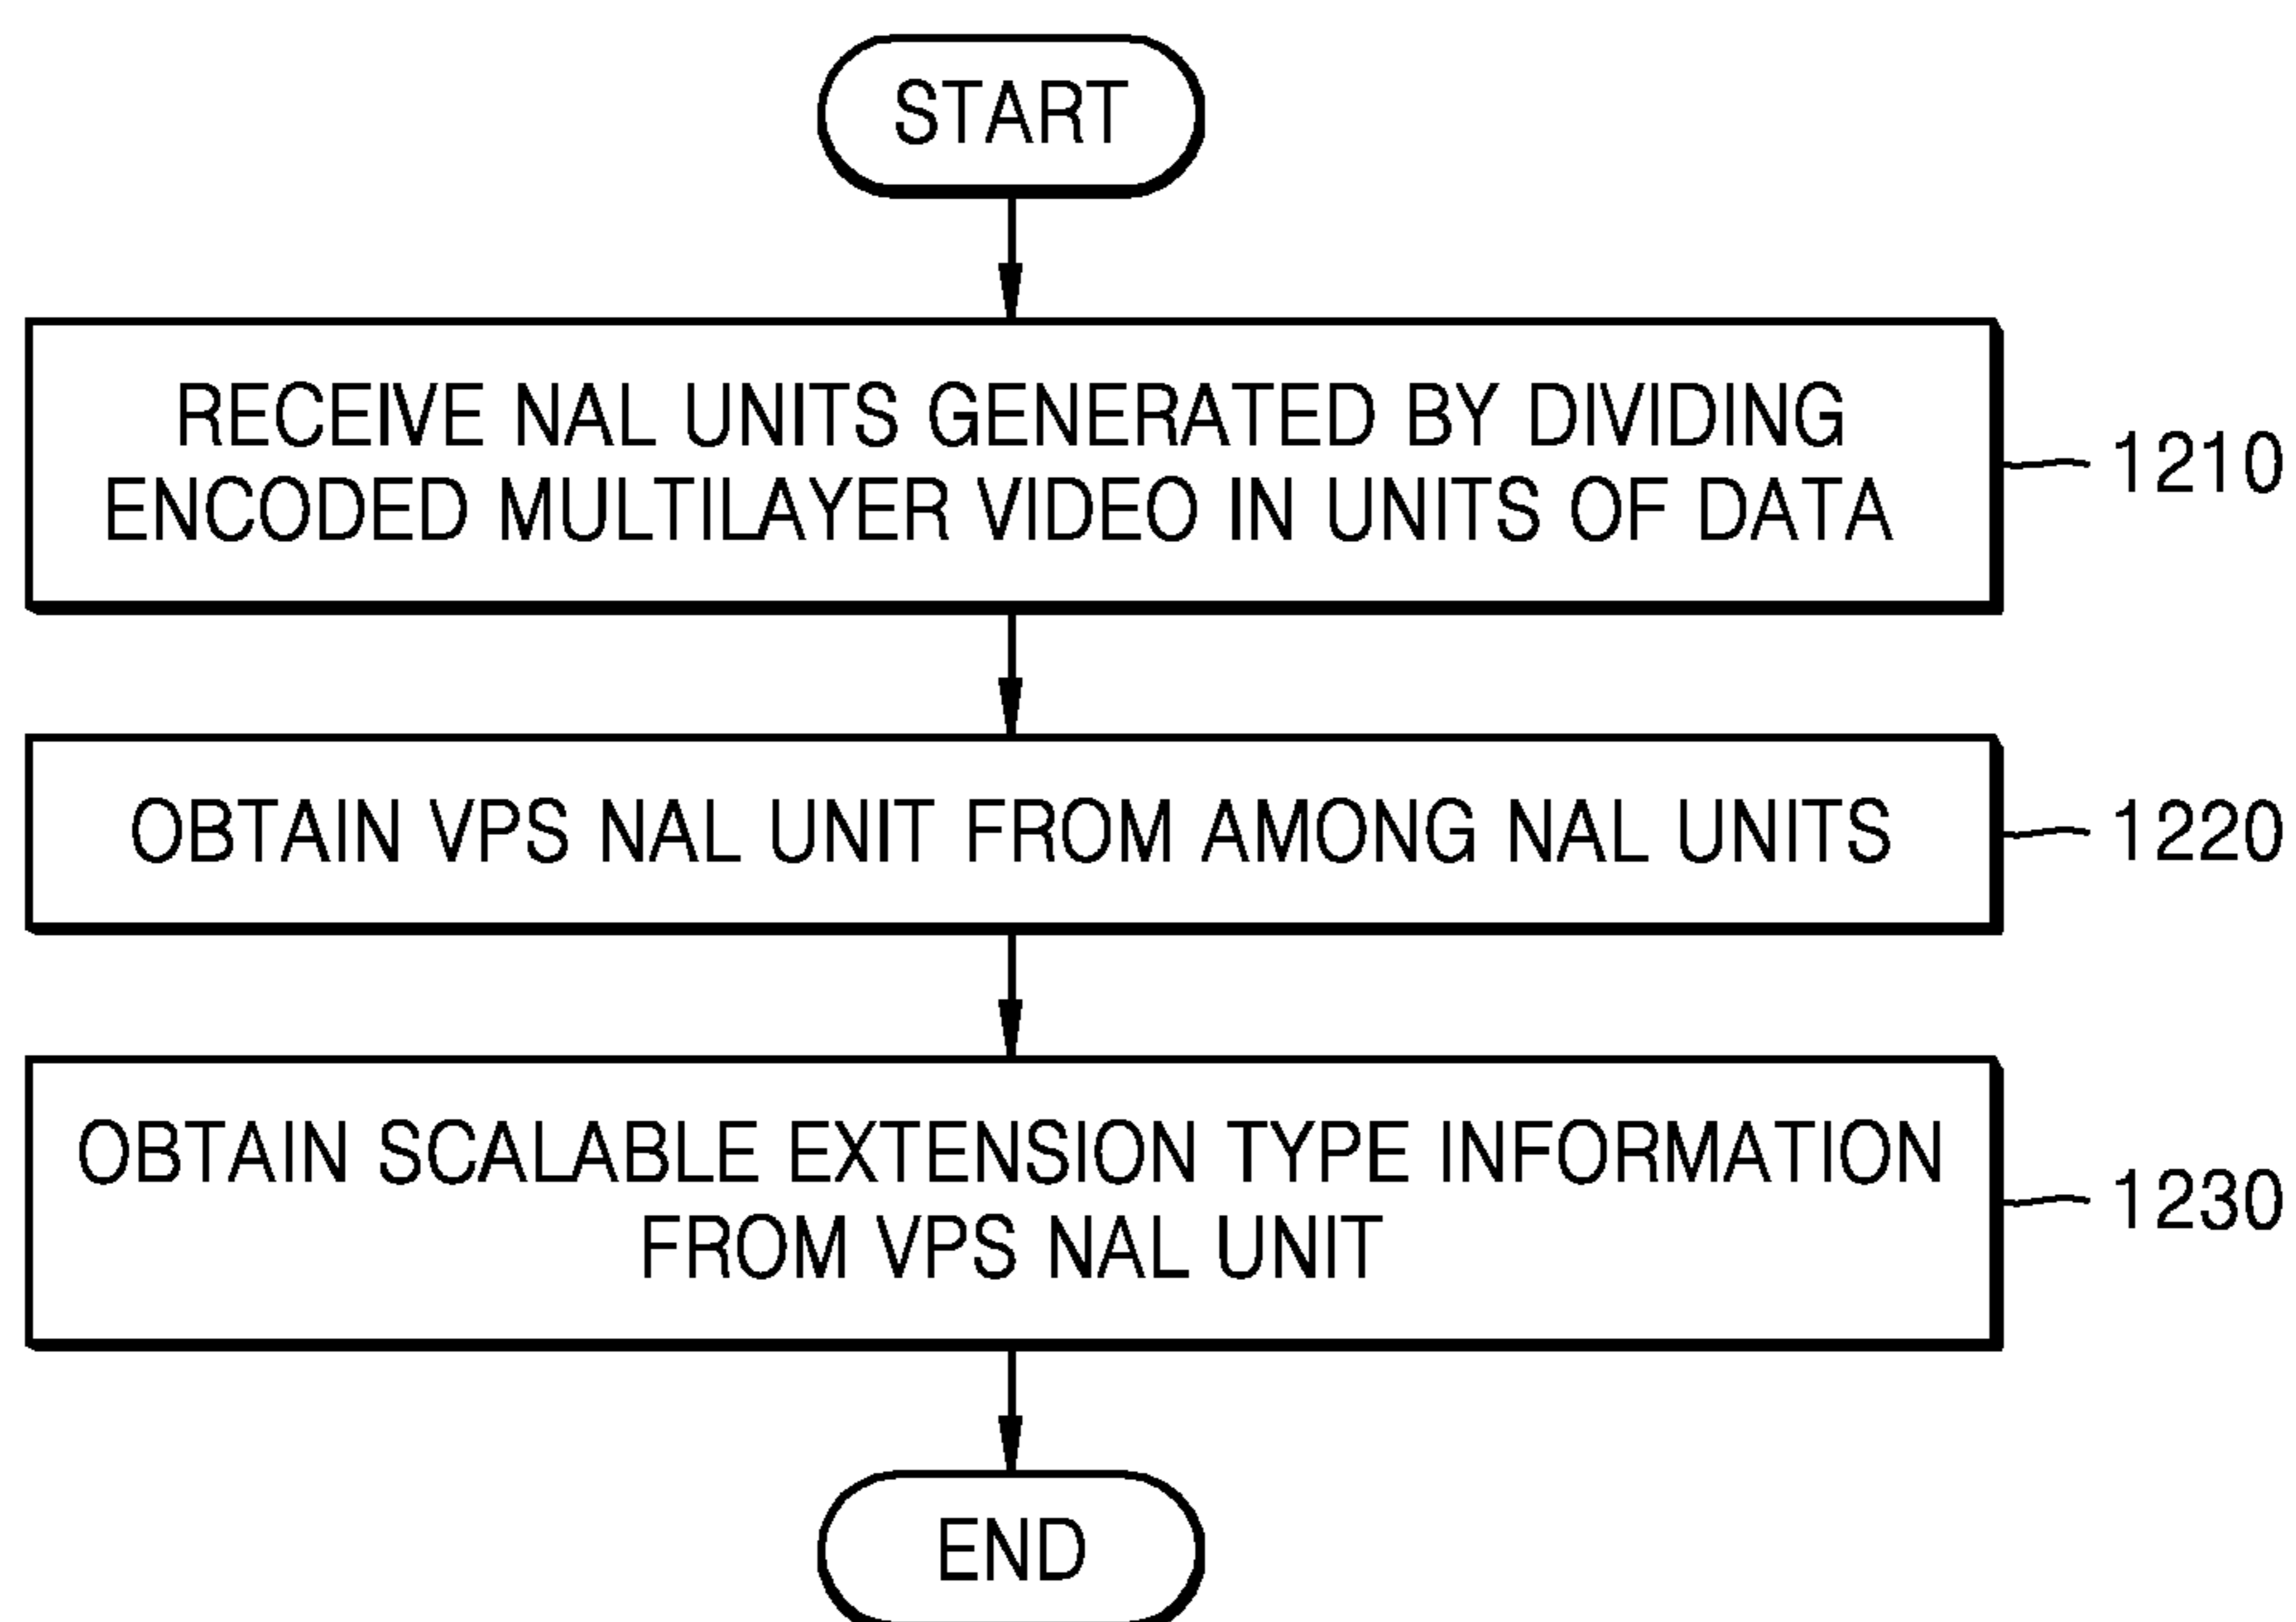 START
RECEIVE NAL UNITS GENERATED BY DIVIDING
ENCODED MULTILAYER VIDEO IN UNITS OF DATA
1210
OBTAIN VPS NAL UNIT FROM AMONG NAL UNITS
1220
OBTAIN SCALABLE EXTENSION TYPE INFORMATION
FROM VPS NAL UNIT
1230
END